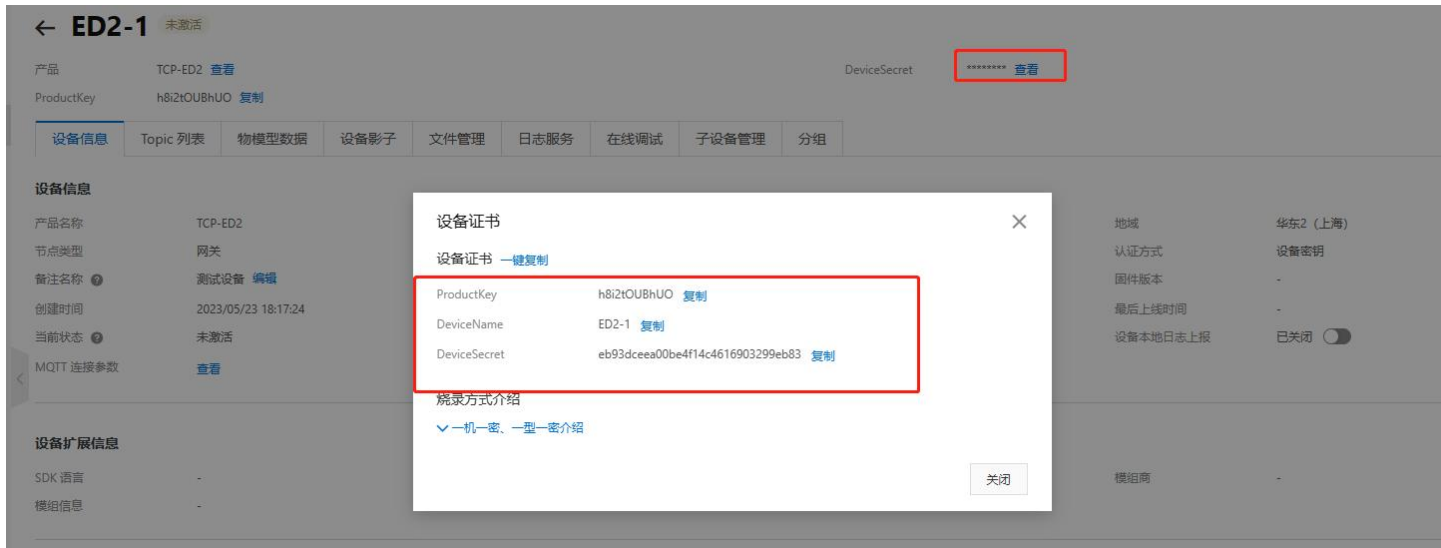 ← ED2-1 未激活
产品 TCP-ED2 查看 DeviceSecret ******** 查看
ProductKey h8i2tOUBhUO 复制
设备信息 Topic 列表 物模型数据 设备影子 文件管理 日志服务 在线调试 子设备管理 分组
设备信息
产品名称 TCP-ED2 地域 华东2（上海）
节点类型 网关 认证方式 设备密钥
备注名称 测试设备 编辑 固件版本 -
创建时间 2023/05/23 18:17:24 最后上线时间 -
当前状态 未激活 设备本地日志上报 已关闭
MQTT 连接参数 查看
设备证书
设备证书 一键复制
ProductKey h8i2tOUBhUO 复制
DeviceName ED2-1 复制
DeviceSecret eb93dceea00be4f14c4616903299eb83 复制
烧录方式介绍
一机一密、一型一密介绍
关闭
设备扩展信息
SDK 语言 - 模组商 -
模组信息 -